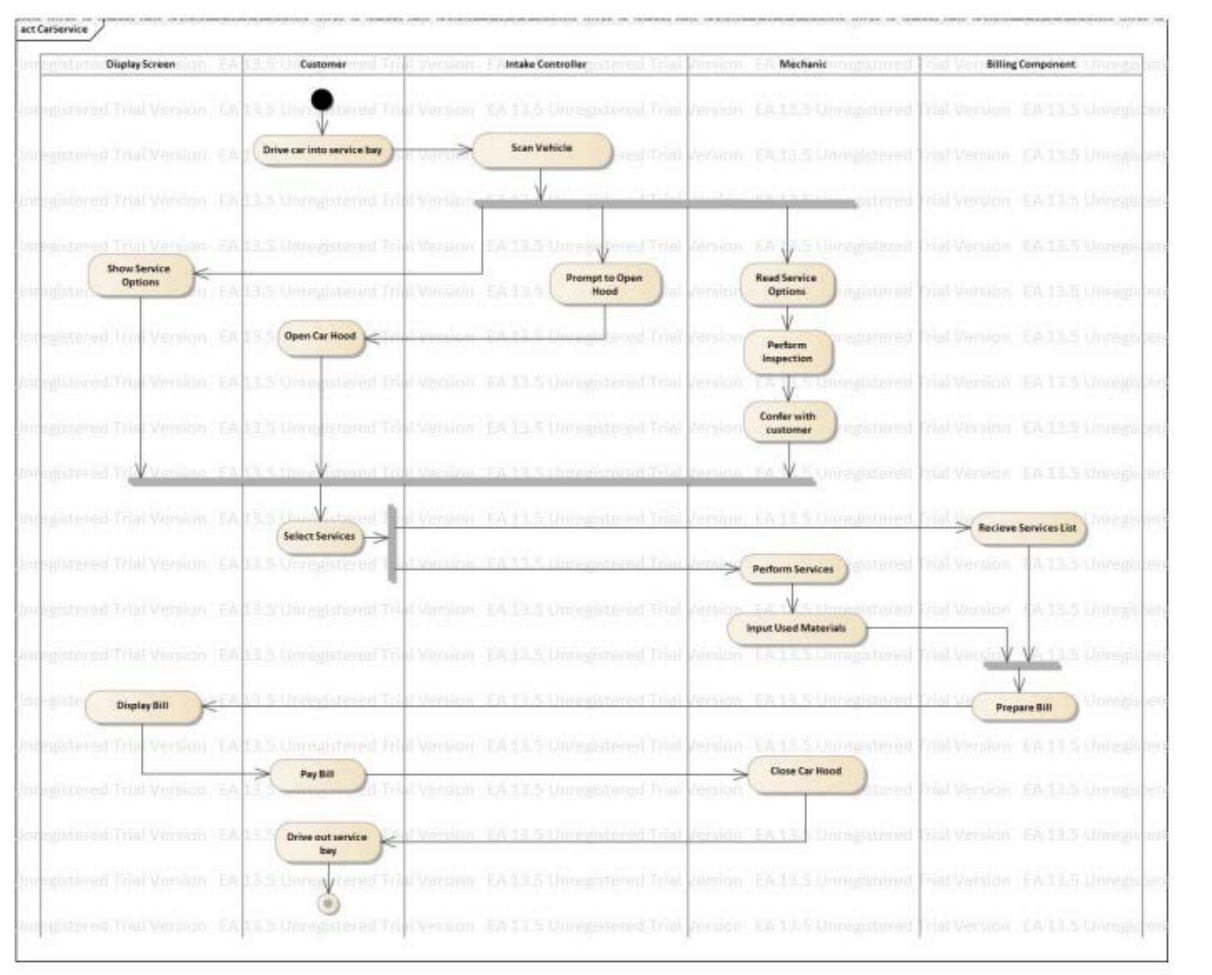 act CarService
Display Screen
Customer
Intake Controller
Mechanic
Billing Component
Drive car into service bay
Scan Vehicle
Show Service
Options
Prompt to Open
Hood
Read Service
Options
Open Car Hood
Perform
Inspection
Confer with
customer
Select Services
Recieve Services List
Perform Services
Input Used Materials
Display Bill
Prepare Bill
Pay Bill
Close Car Hood
Drive out service
bay
EA 13.5 Unregistered Trial Version